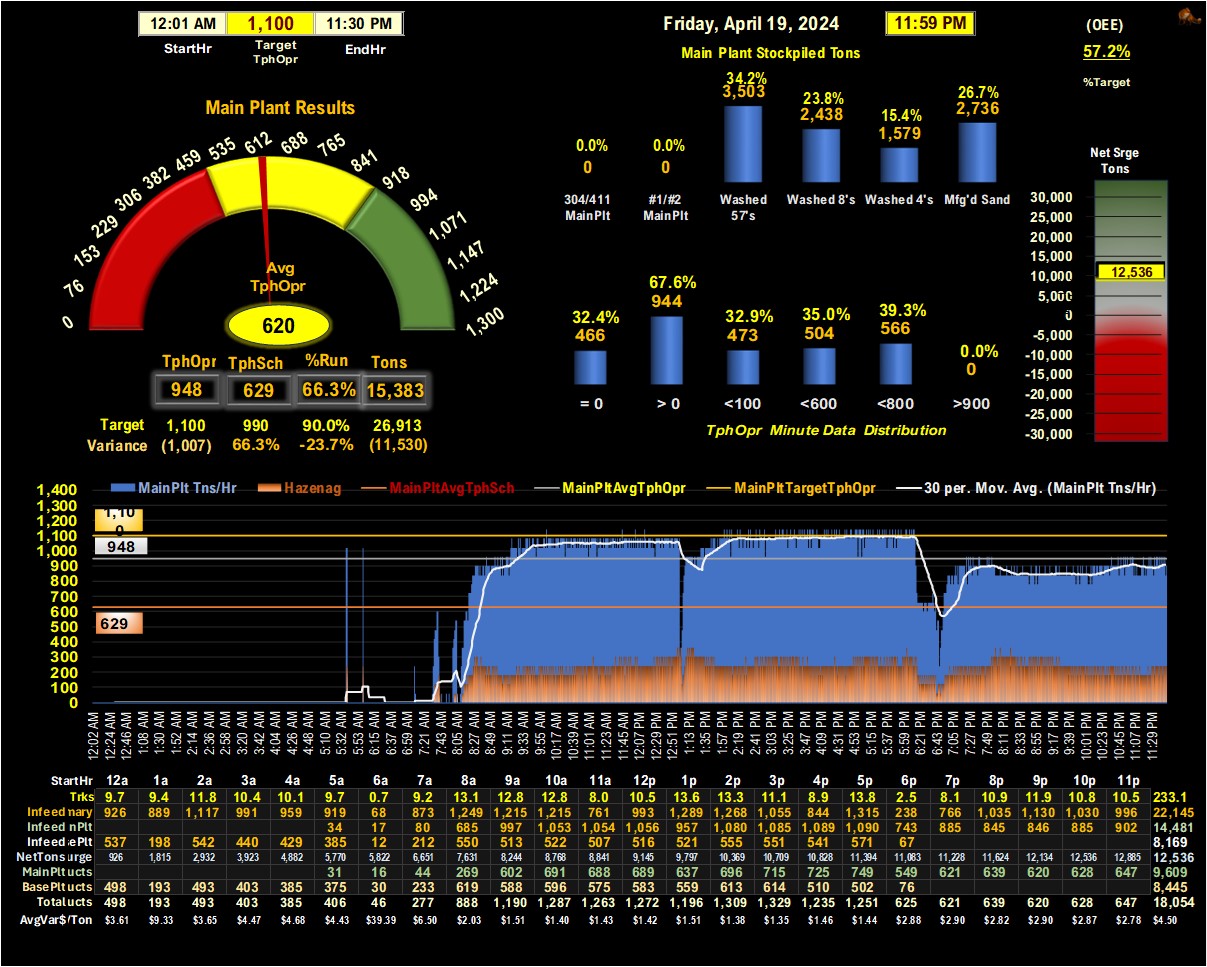 12:01 AM 1,100 11:30 PM
StartHr Target TphOpr EndHr
Friday, April 19, 2024 11:59 PM
(OEE)
57.2%
%Target
Main Plant Stockpiled Tons
34.2% 23.8% 15.4% 26.7%
3,503 2,438 1,579 2,736
0.0% 0.0%
0 0
304/411 MainPlt #1/#2 MainPlt Washed 57's Washed 8's Washed 4's Mfg'd Sand
Main Plant Results
0 76 153 229 306 382 459 535 612 688 765 841 918 994 1,071 1,147 1,224 1,300
Avg
TphOpr
620
TphOpr TphSch %Run Tons
948 629 66.3% 15,383
Target 1,100 990 90.0% 26,913
Variance (1,007) 66.3% -23.7% (11,530)
32.4% 67.6% 32.9% 35.0% 39.3% 0.0%
466 944 473 504 566 0
= 0 > 0 <100 <600 <800 >900
TphOpr Minute Data Distribution
Net Srge
Tons
30,000
25,000
20,000
15,000
10,000
12,536
5,000
0
-5,000
-10,000
-15,000
-20,000
-25,000
-30,000
MainPlt Tns/Hr Hazenag MainPltAvgTphSch MainPltAvgTphOpr MainPltTargetTphOpr 30 per. Mov. Avg. (MainPlt Tns/Hr)
1,400
1,300
1,200
1,100
1,000
900
800
700
600
500
400
300
200
100
0
1,10
0
948
629
12:02 AM 12:24 AM 12:46 AM 1:08 AM 1:30 AM 1:52 AM 2:14 AM 2:36 AM 2:58 AM 3:20 AM 3:42 AM 4:04 AM 4:26 AM 4:48 AM 5:10 AM 5:32 AM 5:53 AM 6:15 AM 6:37 AM 6:59 AM 7:21 AM 7:43 AM 8:05 AM 8:27 AM 8:49 AM 9:11 AM 9:33 AM 9:55 AM 10:17 AM 10:39 AM 11:01 AM 11:23 AM 11:45 AM 12:07 PM 12:29 PM 12:51 PM 1:13 PM 1:35 PM 1:57 PM 2:19 PM 2:41 PM 3:03 PM 3:25 PM 3:47 PM 4:09 PM 4:31 PM 4:53 PM 5:15 PM 5:37 PM 5:59 PM 6:21 PM 6:43 PM 7:05 PM 7:27 PM 7:49 PM 8:11 PM 8:33 PM 8:55 PM 9:17 PM 9:39 PM 10:01 PM 10:23 PM 10:45 PM 11:07 PM 11:29 PM
StartHr 12a 1a 2a 3a 4a 5a 6a 7a 8a 9a 10a 11a 12p 1p 2p 3p 4p 5p 6p 7p 8p 9p 10p 11p
Trks 9.7 9.4 11.8 10.4 10.1 9.7 0.7 9.2 13.1 12.8 12.8 8.0 10.5 13.6 13.3 11.1 8.9 13.8 2.5 8.1 10.9 11.9 10.8 10.5 233.1
Infeed mary 926 889 1,117 991 959 919 68 873 1,249 1,215 1,215 761 993 1,289 1,268 1,055 844 1,315 238 766 1,035 1,130 1,030 996 22,145
Infeed nPlt 34 17 80 685 997 1,053 1,054 1,056 957 1,080 1,085 1,089 1,090 743 885 845 846 885 902 14,481
Infeed ePlt 537 198 542 440 429 385 12 212 550 513 522 507 516 521 555 551 541 571 67 8,169
NetTons urge 926 1,815 2,932 3,923 4,882 5,770 5,822 6,651 7,631 8,244 8,768 8,841 9,145 9,797 10,369 10,709 10,828 11,394 11,083 11,228 11,624 12,134 12,536 12,885 12,536
MainPlt ucts 31 16 44 269 602 691 688 689 637 696 715 725 749 549 621 639 620 628 647 9,609
BasePlt ucts 498 193 493 403 385 375 30 233 619 588 596 575 583 559 613 614 510 502 76 8,445
Total ucts 498 193 493 403 385 406 46 277 888 1,190 1,287 1,263 1,272 1,196 1,309 1,329 1,235 1,251 625 621 639 620 628 647 18,054
AvgVar$/Ton $3.61 $9.33 $3.65 $4.47 $4.68 $4.43 $39.39 $6.50 $2.03 $1.51 $1.40 $1.43 $1.42 $1.51 $1.38 $1.35 $1.46 $1.44 $2.88 $2.90 $2.82 $2.90 $2.87 $2.78 $4.50